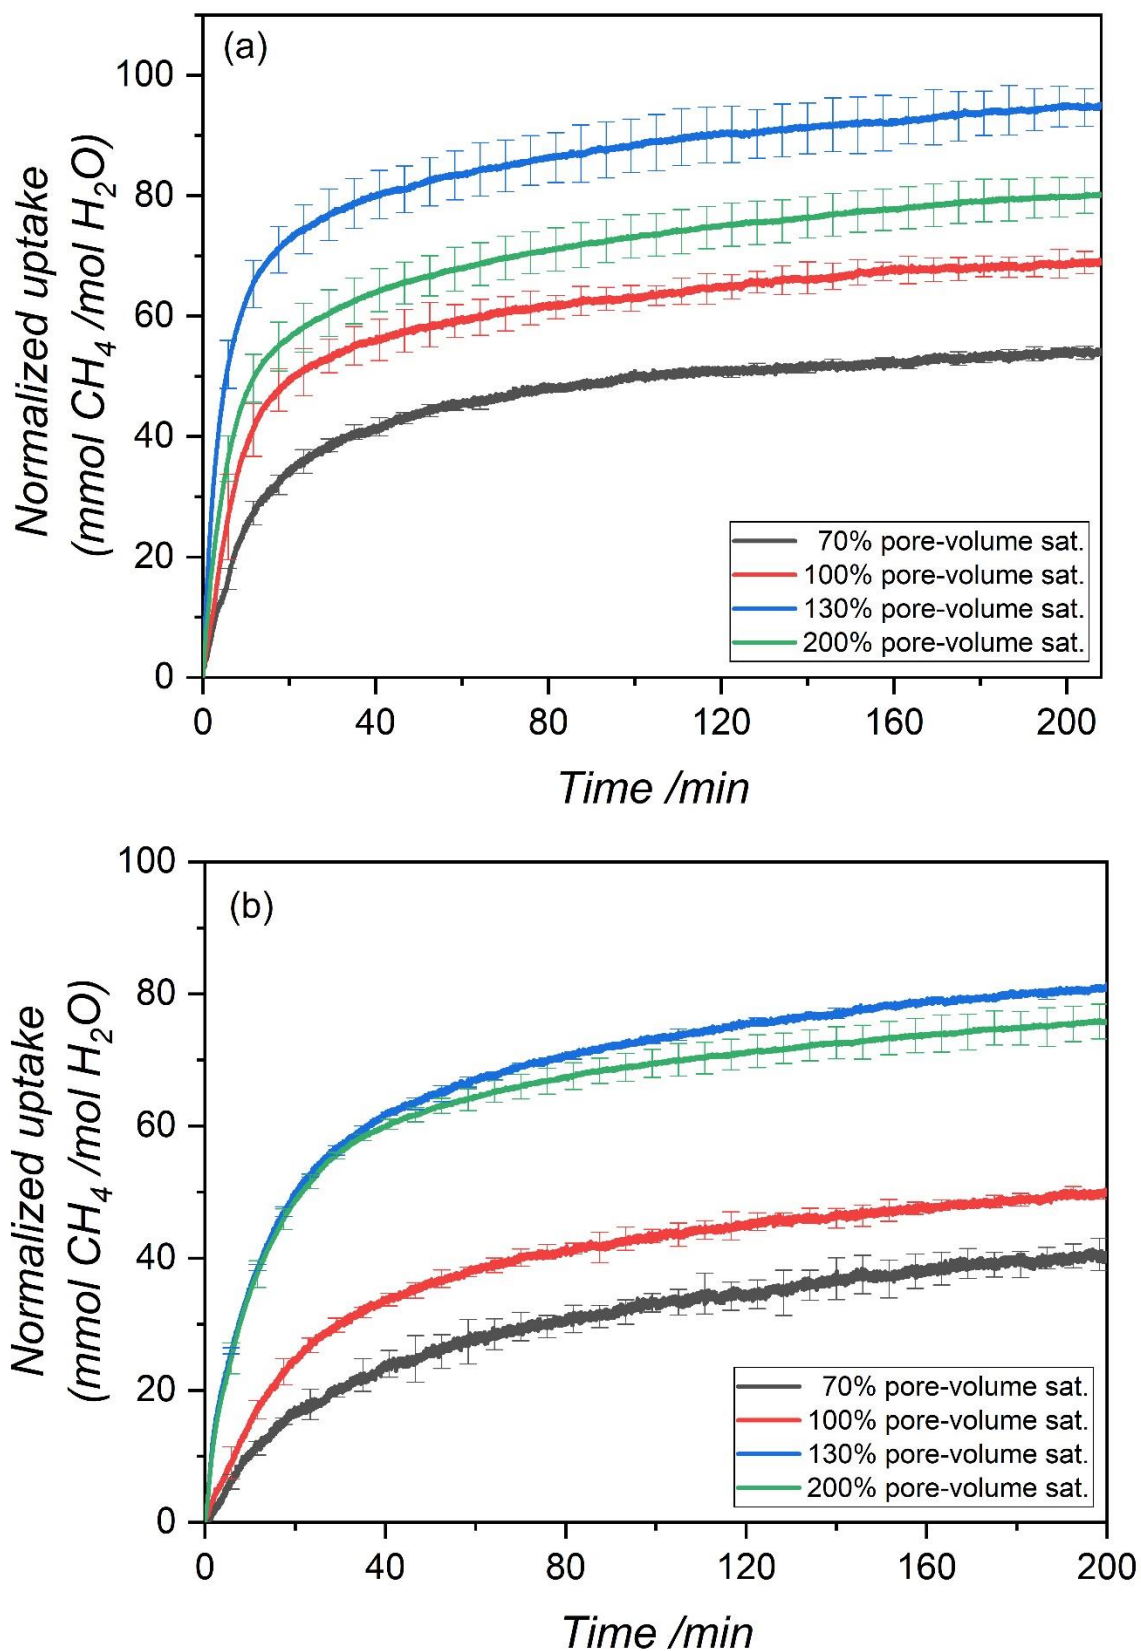 (a)
100
80
60
40
20
0
Normalized uptake
(mmol CH₄ /mol H₂O)
70% pore-volume sat.
100% pore-volume sat.
130% pore-volume sat.
200% pore-volume sat.
0 40 80 120 160 200
Time /min
(b)
100
80
60
40
20
0
Normalized uptake
(mmol CH₄ /mol H₂O)
70% pore-volume sat.
100% pore-volume sat.
130% pore-volume sat.
200% pore-volume sat.
0 40 80 120 160 200
Time /min